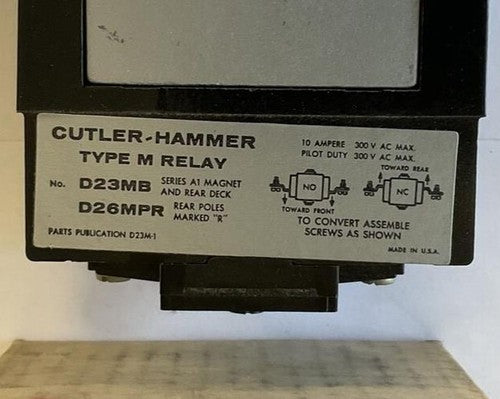 CUTLER-HAMMER
TYPE M RELAY
No. D23MB SERIES A1 MAGNET AND REAR DECK
D26MPR REAR POLES MARKED "R"
PARTS PUBLICATION D23M-1
10 AMPERE 300 V AC MAX.
PILOT DUTY 300 V AC MAX.
TOWARD REAR
NO
NC
TOWARD FRONT
TO CONVERT ASSEMBLE
SCREWS AS SHOWN
MADE IN U.S.A.